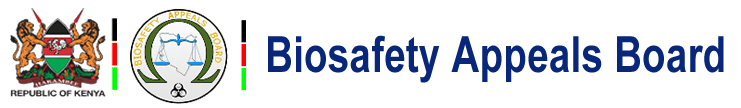 REPUBLIC OF KENYA
BIOSAFETY APPEALS BOARD
Biosafety Appeals Board